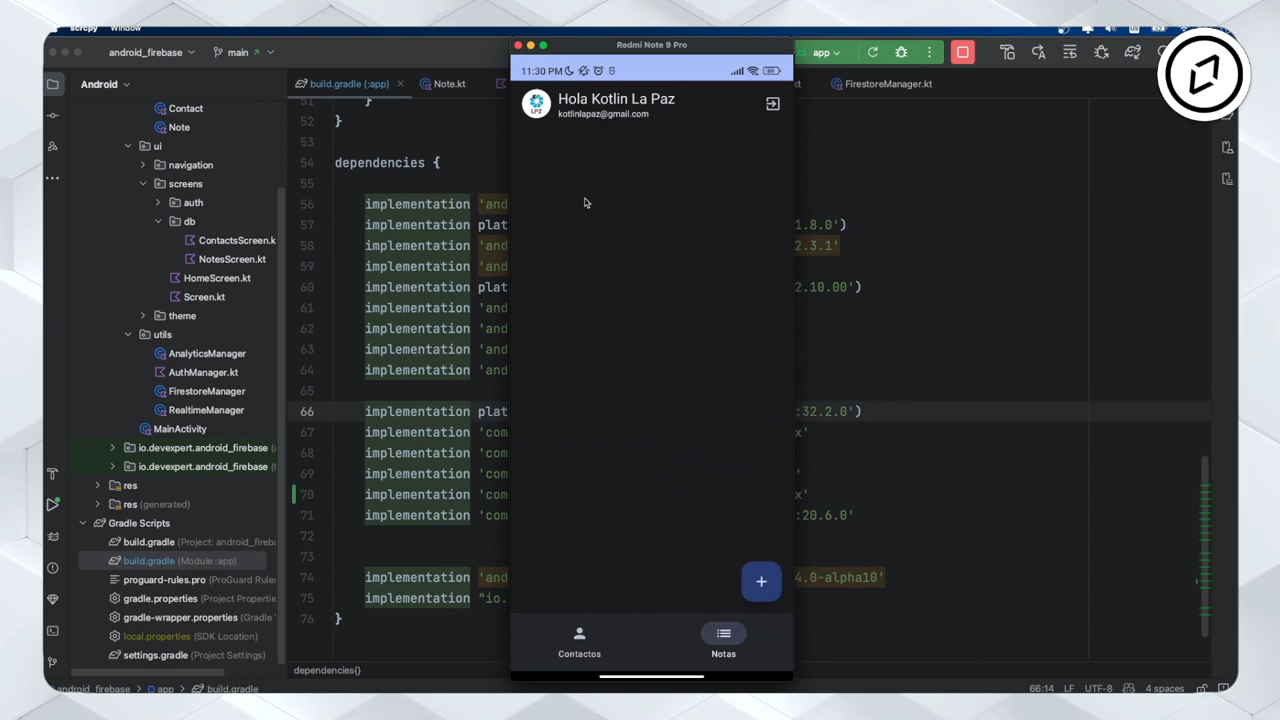 scrcpy Window
android_firebase main
Redmi Note 9 Pro
app
Android
build.gradle (:app)
Note.kt
FirestoreManager.kt
Contact
Note
ui
navigation
screens
auth
db
ContactsScreen.k
NotesScreen.kt
HomeScreen.kt
Screen.kt
theme
utils
AnalyticsManager
AuthManager.kt
FirestoreManager
RealtimeManager
MainActivity
io.devexpert.android_firebase
io.devexpert.android_firebase
res
res (generated)
Gradle Scripts
build.gradle (Project: android_fireba
build.gradle (Module :app)
proguard-rules.pro (ProGuard Rules
gradle.properties (Project Properties
gradle-wrapper.properties (Gradle
local.properties (SDK Location)
settings.gradle (Project Settings)
51 }
52 }
53
54 dependencies {
55
56 implementation 'and
57 implementation plat 1.8.0')
58 implementation 'and 2.3.1'
59 implementation 'and
60 implementation plat 2.10.00')
61 implementation 'and
62 implementation 'and
63 implementation 'and
64 implementation 'and
65
66 implementation plat :32.2.0')
67 implementation 'com x'
68 implementation 'com
69 implementation 'com '
70 implementation 'com x'
71 implementation 'com :20.6.0'
72
73
74 implementation 'and 4.0-alpha10'
75 implementation "io.
76 }
dependencies{}
11:30 PM
69
LPZ
Hola Kotlin La Paz
kotlinlapaz@gmail.com
+
Contactos
Notas
android_firebase app build.gradle
66:14 LF UTF-8 4 spaces